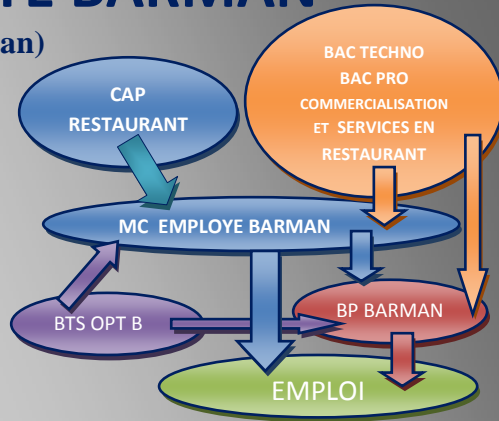 BARMAN
an)
CAP
RESTAURANT
BAC TECHNO
BAC PRO
COMMERCIALISATION
ET SERVICES EN
RESTAURANT
MC EMPLOYE BARMAN
BTS OPT B
BP BARMAN
EMPLOI